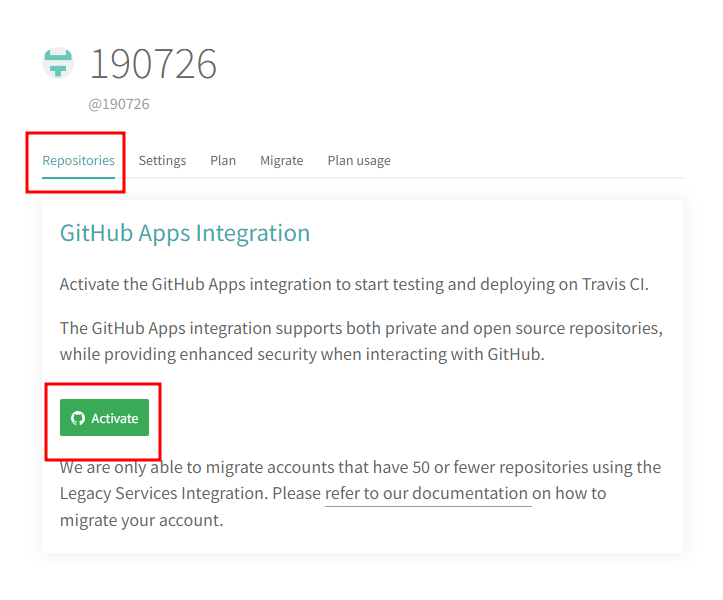 190726
@190726
Repositories Settings Plan Migrate Plan usage
GitHub Apps Integration
Activate the GitHub Apps integration to start testing and deploying on Travis CI.
The GitHub Apps integration supports both private and open source repositories,
while providing enhanced security when interacting with GitHub.
Activate
We are only able to migrate accounts that have 50 or fewer repositories using the
Legacy Services Integration. Please refer to our documentation on how to
migrate your account.